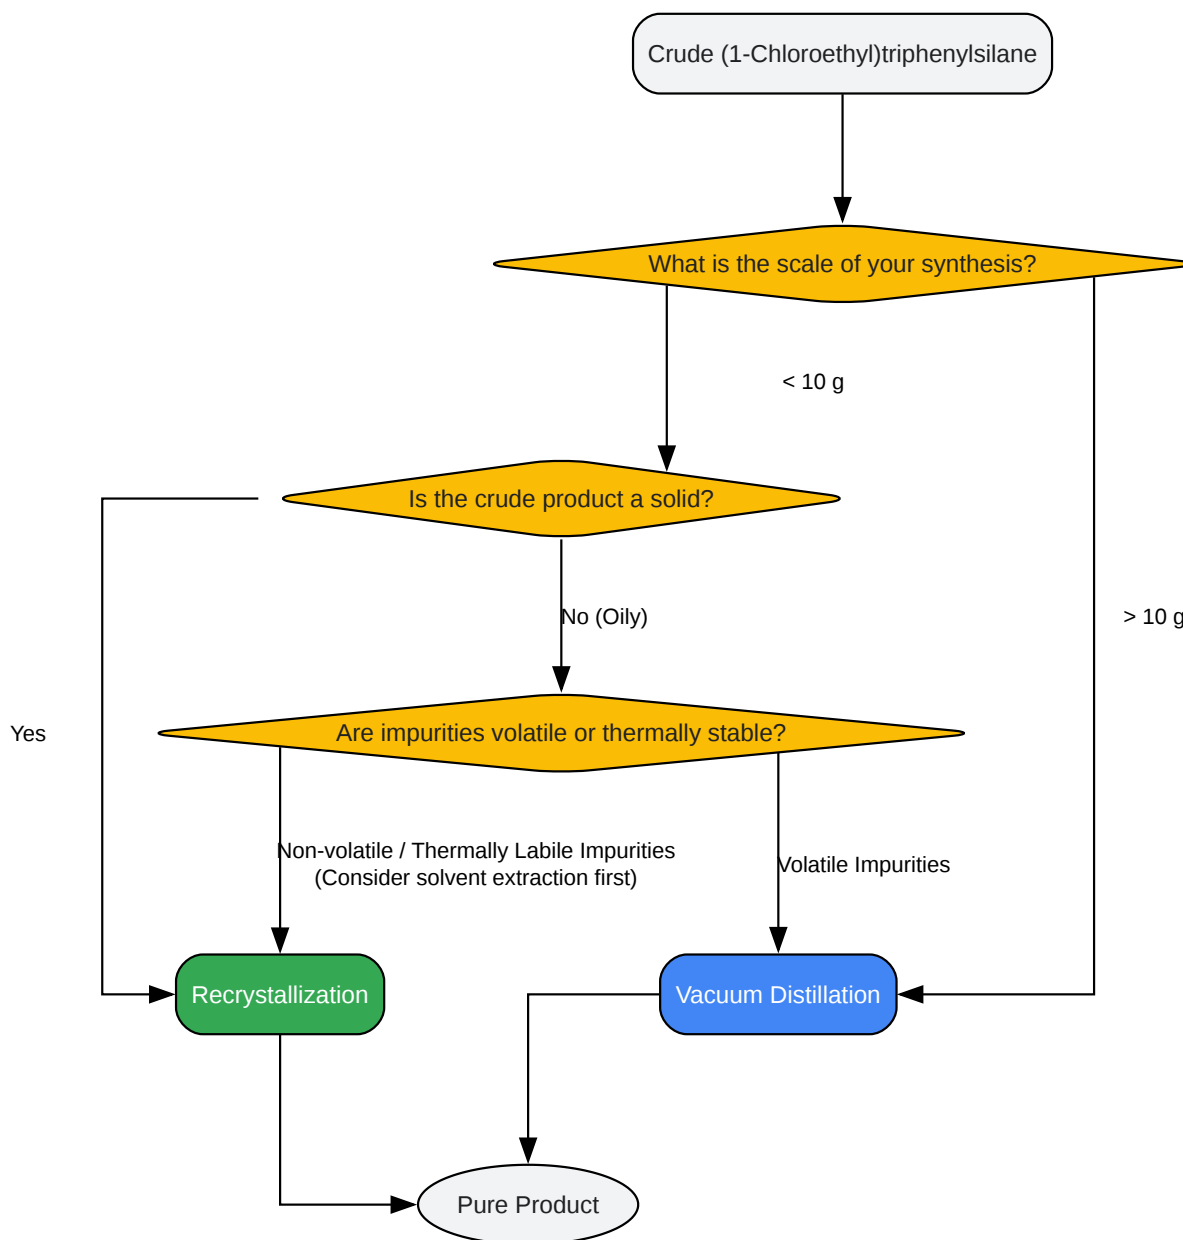 Crude (1-Chloroethyl)triphenylsilane
What is the scale of your synthesis?
< 10 g
Is the crude product a solid?
No (Oily)
> 10 g
Yes
Are impurities volatile or thermally stable?
Non-volatile / Thermally Labile Impurities
(Consider solvent extraction first)
Volatile Impurities
Recrystallization
Vacuum Distillation
Pure Product